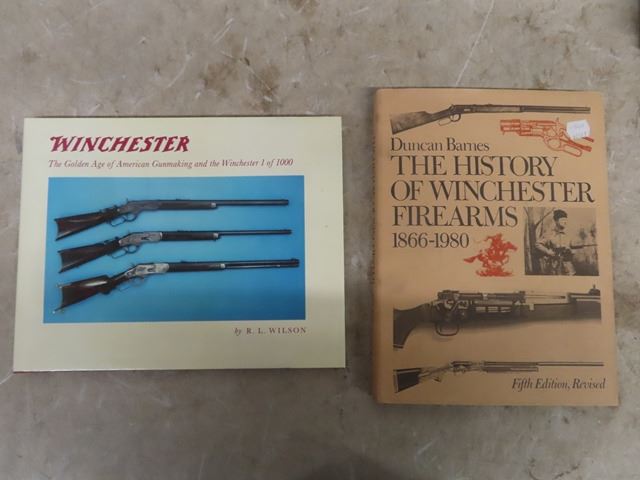 WINCHESTER
The Golden Age of American Gunmaking and the Winchester 1 of 1000
by R. L. WILSON
Duncan Barnes
THE HISTORY
OF WINCHESTER
FIREARMS
1866-1980
Fifth Edition, Revised